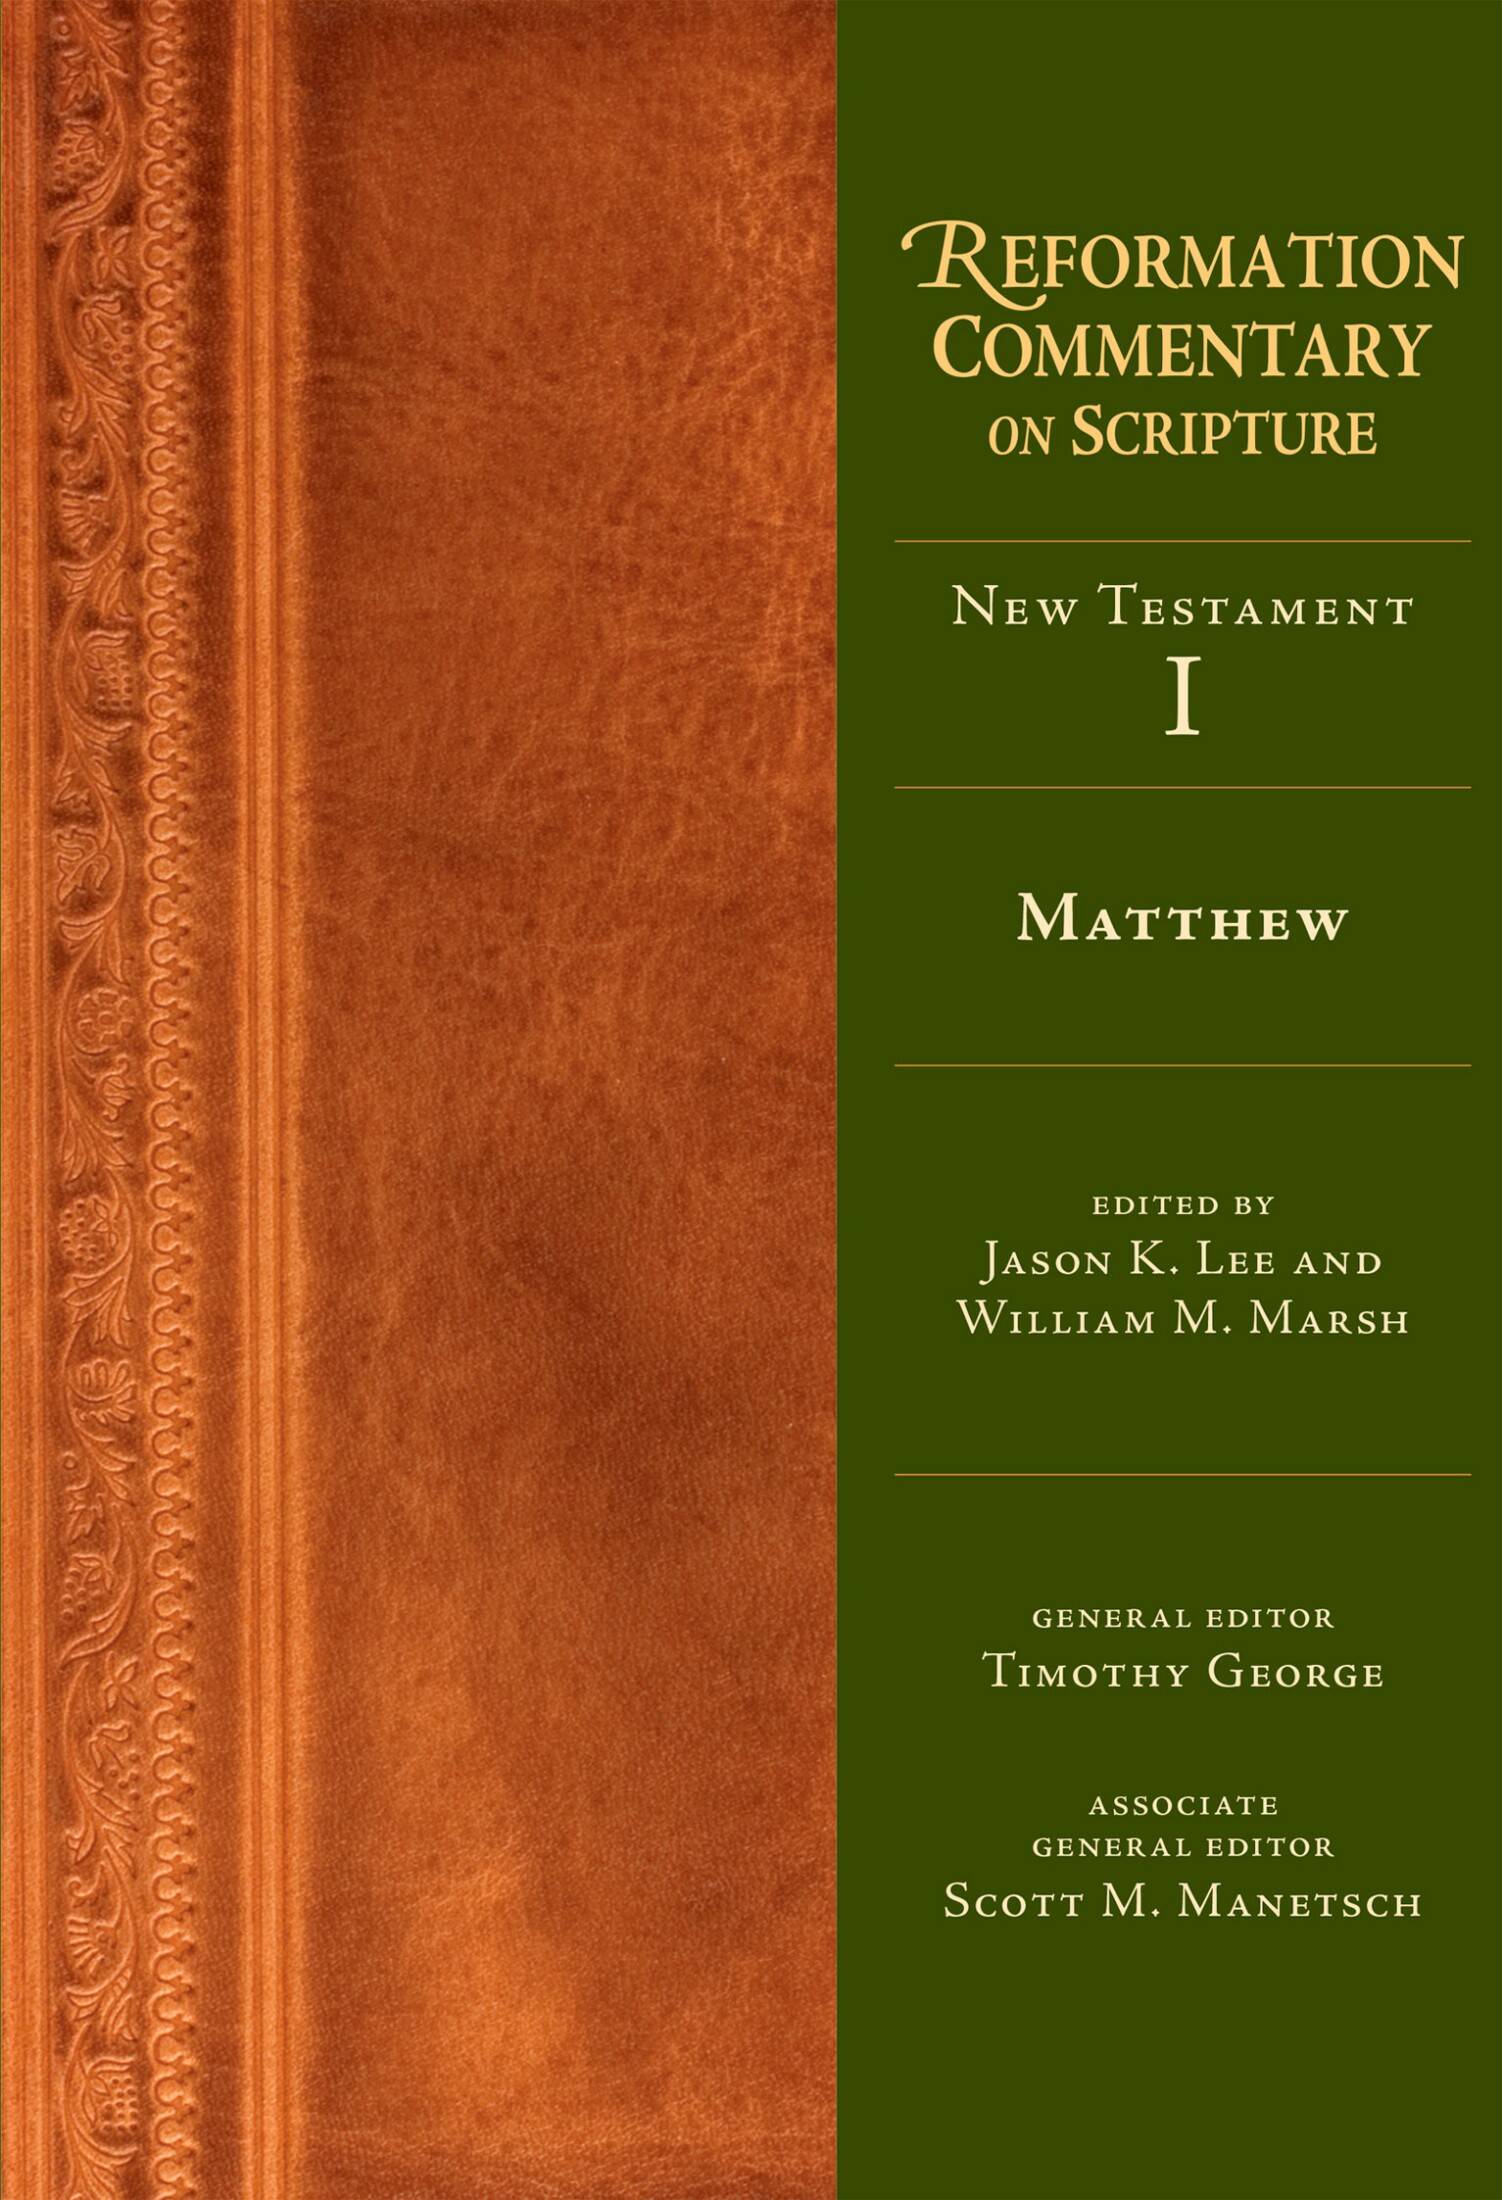 REFORMATION
COMMENTARY
ON SCRIPTURE
NEW TESTAMENT
I
MATTHEW
EDITED BY
JASON K. LEE AND
WILLIAM M. MARSH
GENERAL EDITOR
TIMOTHY GEORGE
ASSOCIATE
GENERAL EDITOR
SCOTT M. MANETSCH